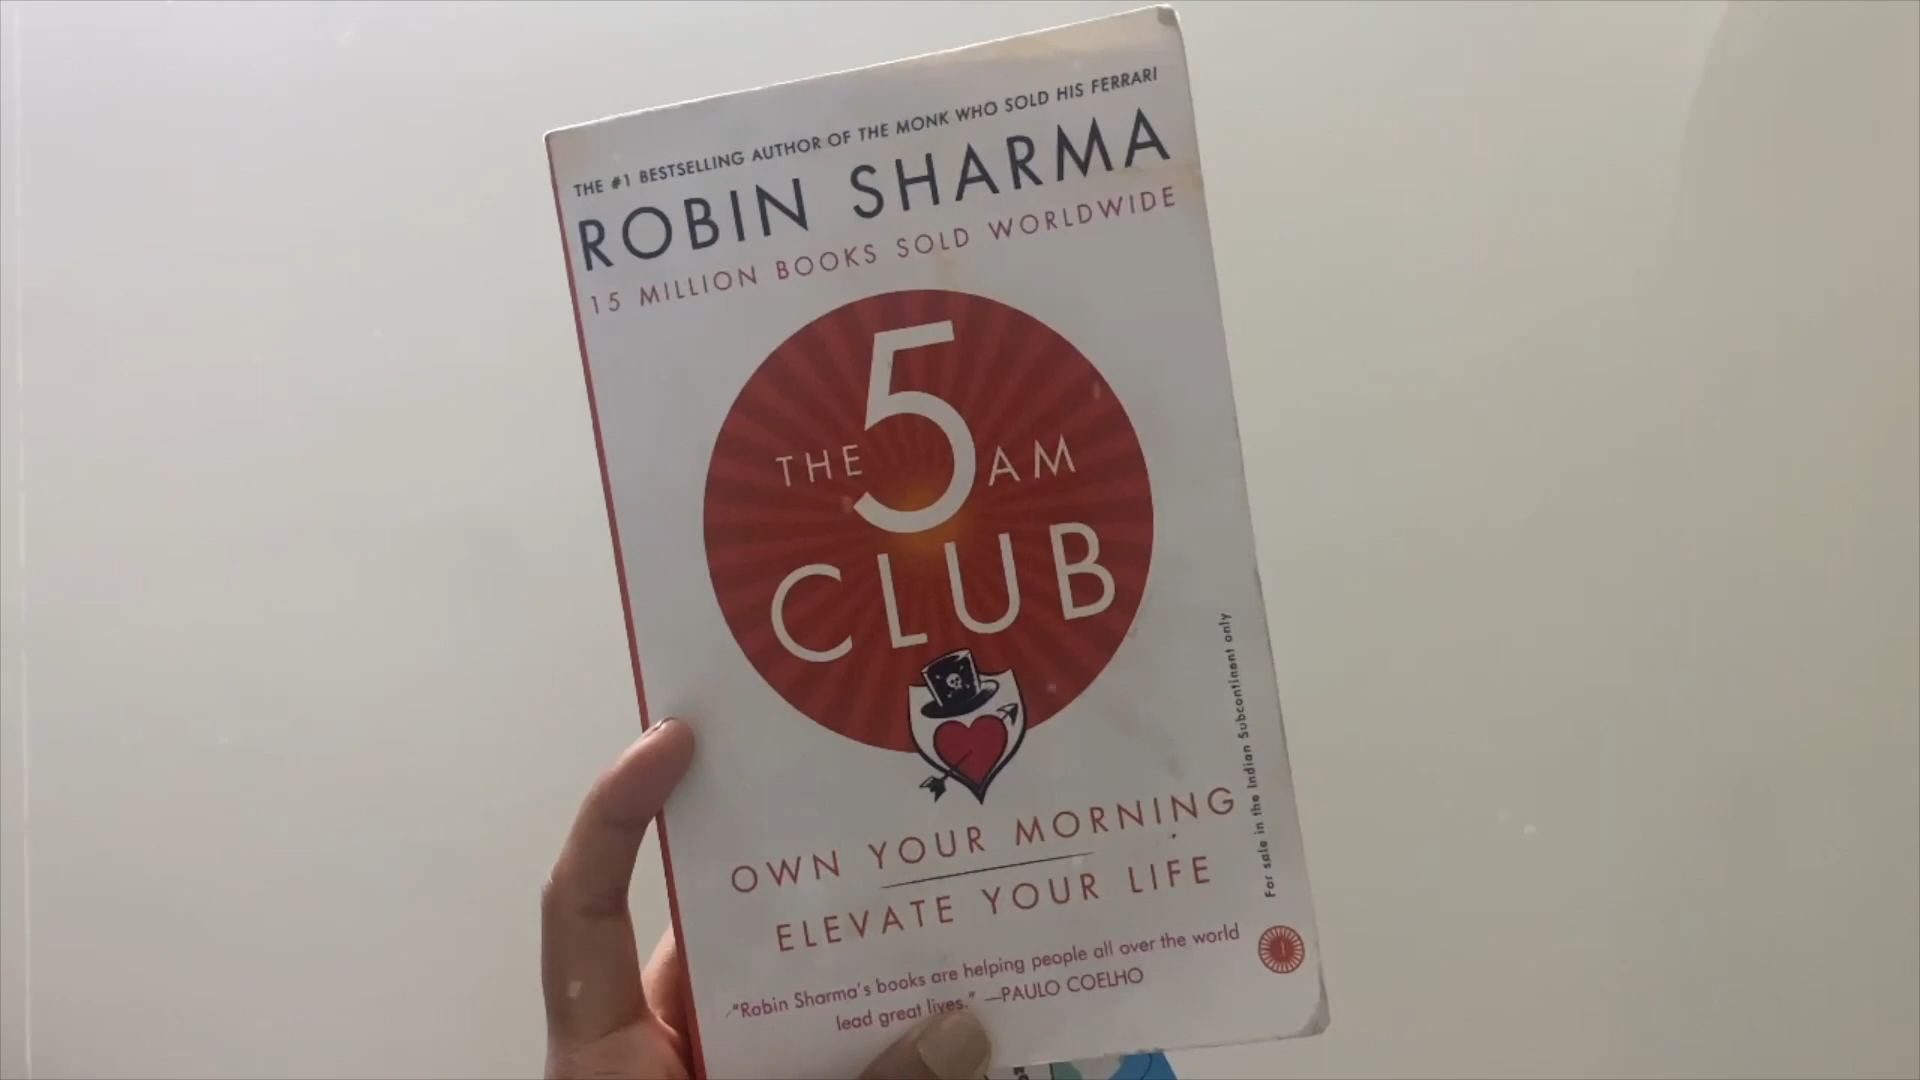 THE #1 BESTSELLING AUTHOR OF THE MONK WHO SOLD HIS FERRARI
ROBIN SHARMA
15 MILLION BOOKS SOLD WORLDWIDE
THE 5 AM
CLUB
OWN YOUR MORNING
ELEVATE YOUR LIFE
"Robin Sharma's books are helping people all over the world
lead great lives." —PAULO COELHO
For sale in the Indian Subcontinent only